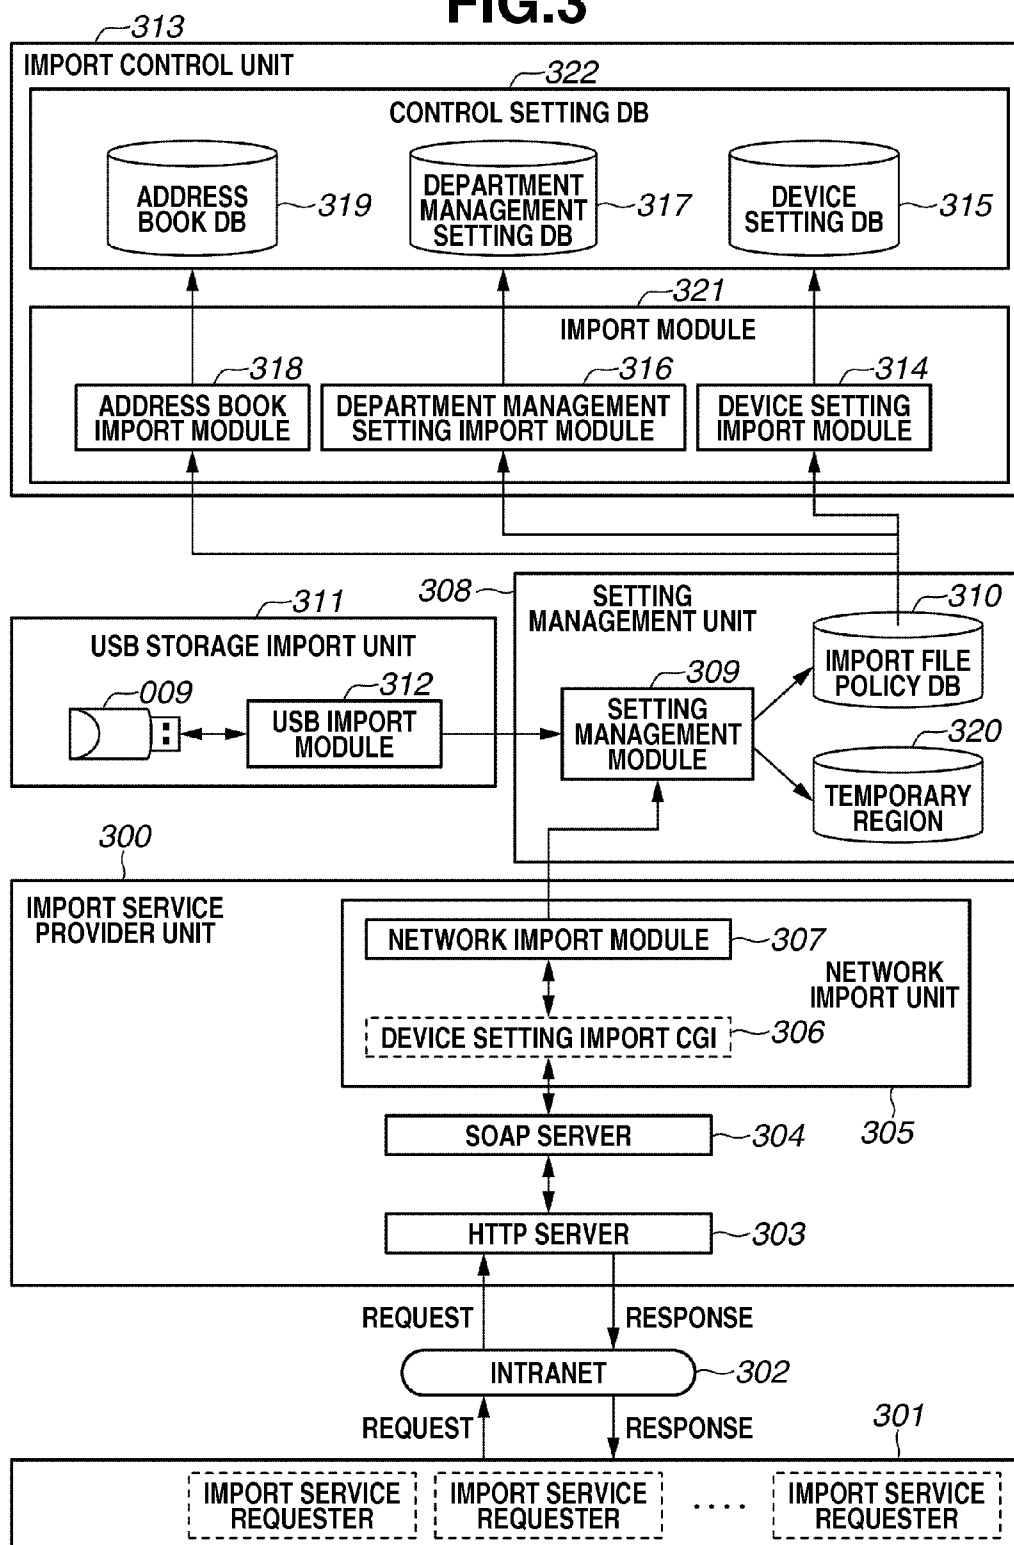 FIG.3
313
IMPORT CONTROL UNIT
322
CONTROL SETTING DB
ADDRESS
BOOK DB
319
DEPARTMENT
MANAGEMENT
SETTING DB
317
DEVICE
SETTING DB
315
321
IMPORT MODULE
318
ADDRESS BOOK
IMPORT MODULE
316
DEPARTMENT MANAGEMENT
SETTING IMPORT MODULE
314
DEVICE SETTING
IMPORT MODULE
311
USB STORAGE IMPORT UNIT
009
312
USB IMPORT
MODULE
308
SETTING
MANAGEMENT UNIT
309
SETTING
MANAGEMENT
MODULE
310
IMPORT FILE
POLICY DB
320
TEMPORARY
REGION
300
IMPORT SERVICE
PROVIDER UNIT
NETWORK IMPORT MODULE
307
NETWORK
IMPORT UNIT
DEVICE SETTING IMPORT CGI
306
305
SOAP SERVER
304
HTTP SERVER
303
REQUEST
RESPONSE
INTRANET
302
REQUEST
RESPONSE
301
IMPORT SERVICE
REQUESTER
IMPORT SERVICE
REQUESTER
....
IMPORT SERVICE
REQUESTER